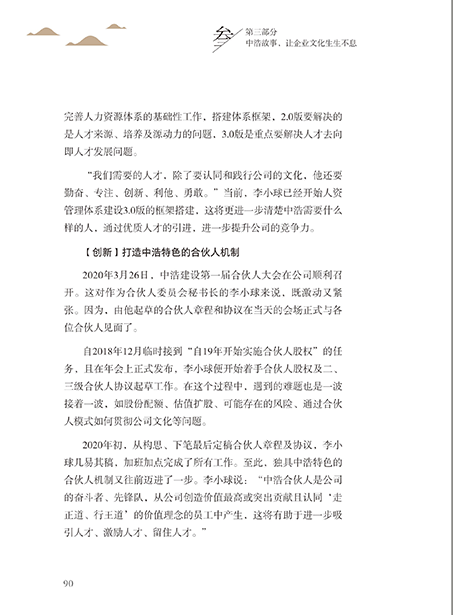 叁
第三部分
中浩故事，让企业文化生生不息
完善人力资源体系的基础性工作，搭建体系框架，2.0版要解决的
是人才来源、培养及源动力的问题，3.0版是重点要解决人才去向
即人才发展问题。
“我们需要的人才，除了要认同和践行公司的文化，他还要
勤奋、专注、创新、利他、勇敢。”当前，李小球已经开始人资
管理体系建设3.0版的框架搭建，这将更进一步清楚中浩需要什么
样的人，通过优质人才的引进，进一步提升公司的竞争力。
【创新】打造中浩特色的合伙人机制
2020年3月26日，中浩建设第一届合伙人大会在公司顺利召
开。这对作为合伙人委员会秘书长的李小球来说，既激动又紧
张。因为，由他起草的合伙人章程和协议在当天的会场正式与各
位合伙人见面了。
自2018年12月临时接到“自19年开始实施合伙人股权”的任
务，且在年会上正式发布，李小球便开始着手合伙人股权及二、
三级合伙人协议起草工作。在这个过程中，遇到的难题也是一波
接着一波，如股份配额、估值扩股、可能存在的风险、通过合伙
人模式如何贯彻公司文化等问题。
2020年初，从构思、下笔最后定稿合伙人章程及协议，李小
球几易其稿，加班加点完成了所有工作。至此，独具中浩特色的
合伙人机制又往前迈进了一步。李小球说：“中浩合伙人是公司
的奋斗者、先锋队，从公司创造价值最高或突出贡献且认同‘走
正道、行王道’的价值理念的员工中产生，这将有助于进一步吸
引人才、激励人才、留住人才。”
90